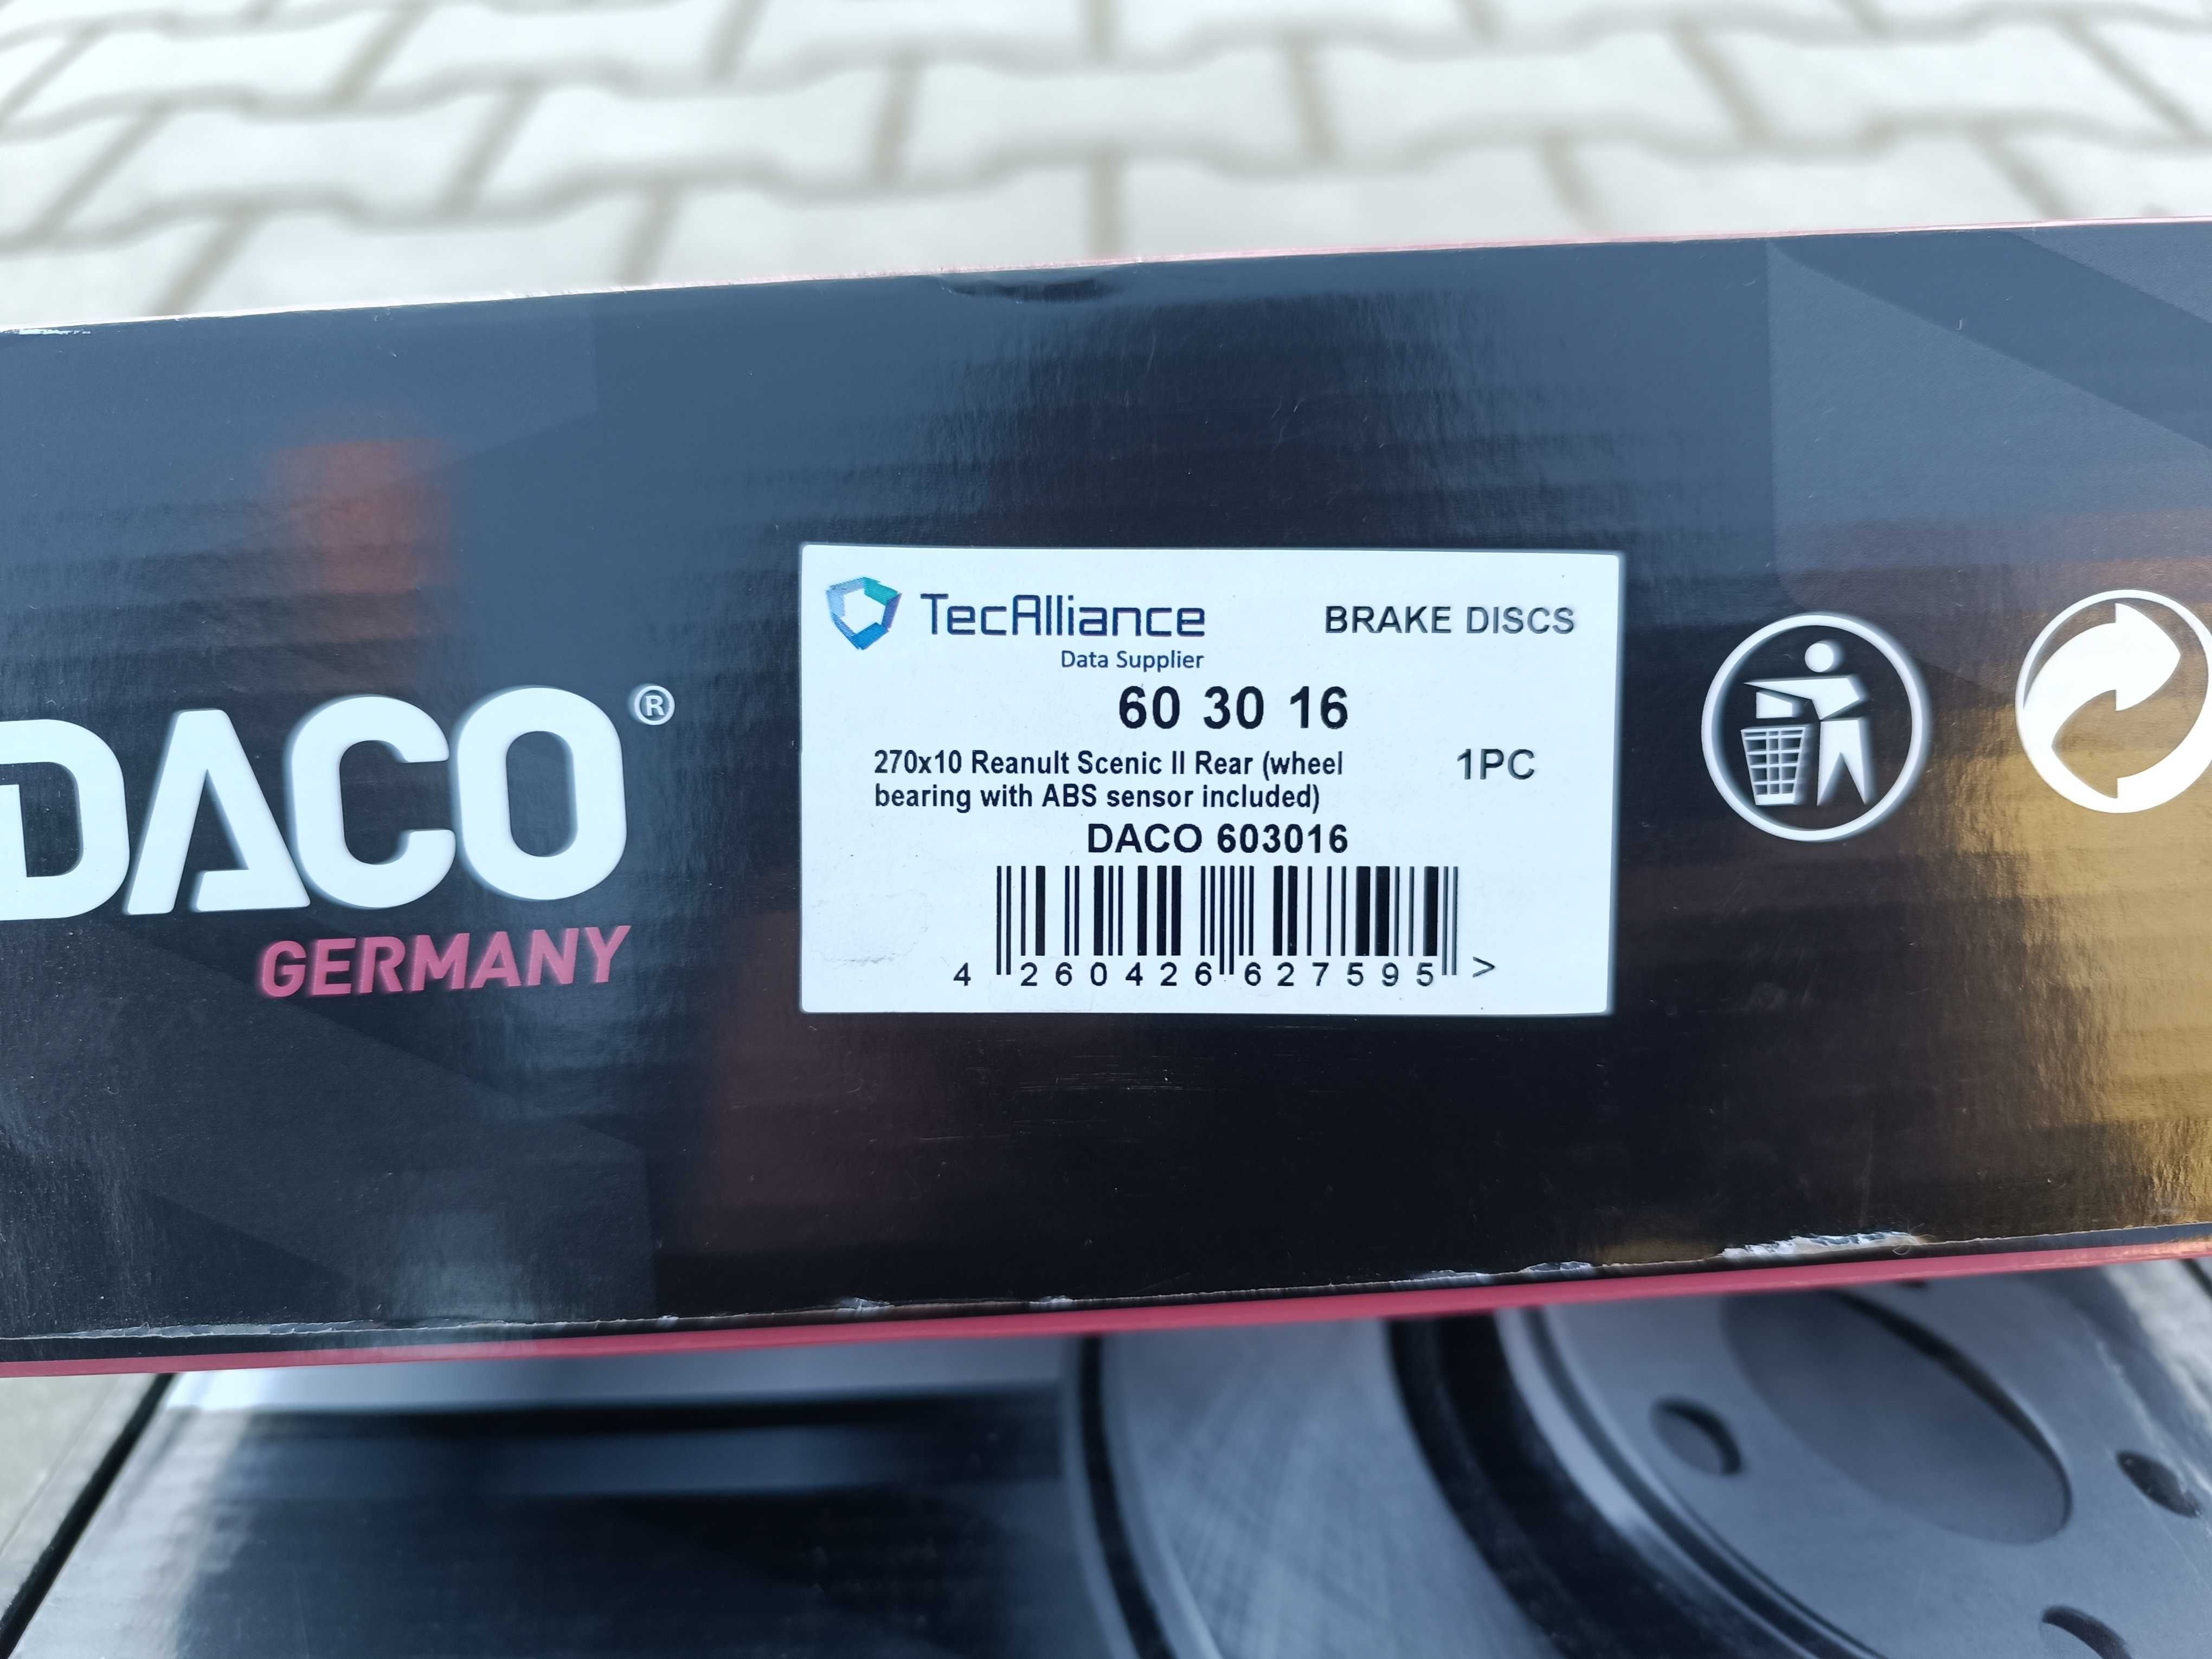 DACO®
GERMANY
TecAlliance
Data Supplier
BRAKE DISCS
60 30 16
270x10 Reanult Scenic II Rear (wheel
bearing with ABS sensor included)
1PC
DACO 603016
4 260426 627595 >